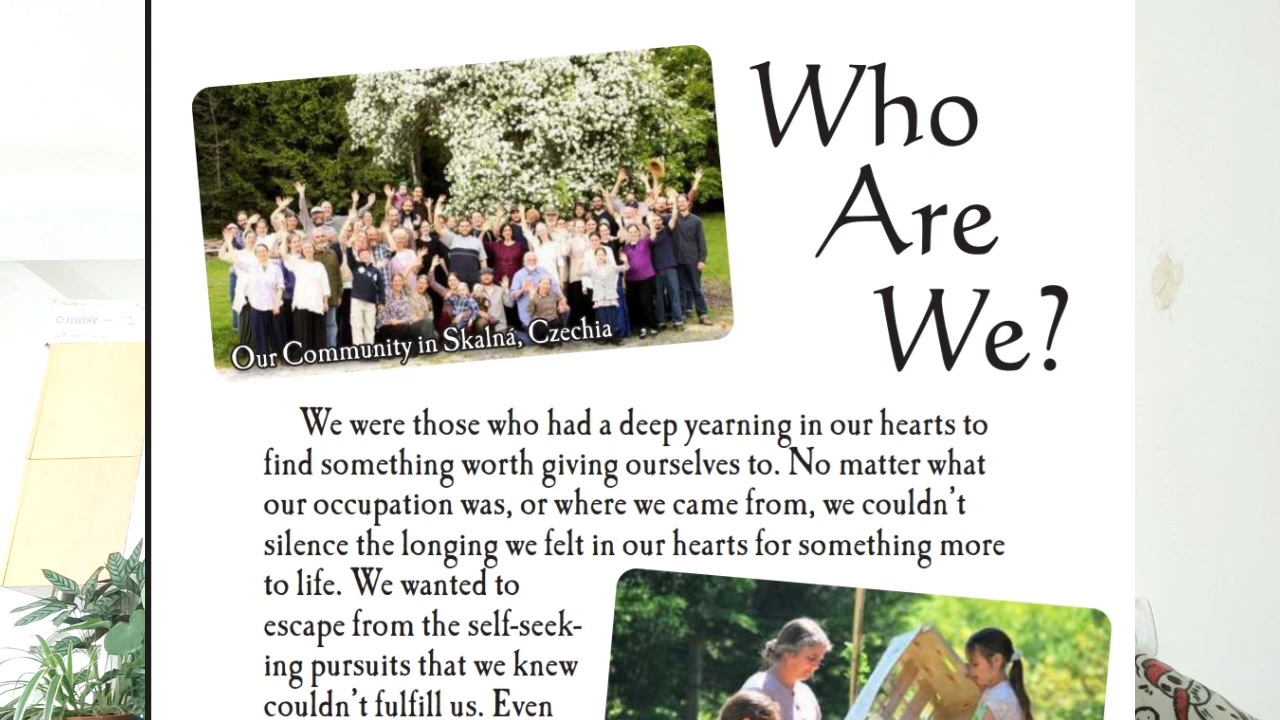 Who
Are
We?
Our Community in Skalná, Czechia
We were those who had a deep yearning in our hearts to
find something worth giving ourselves to. No matter what
our occupation was, or where we came from, we couldn't
silence the longing we felt in our hearts for something more
to life. We wanted to
escape from the self-seek-
ing pursuits that we knew
couldn't fulfill us. Even